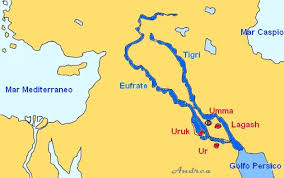 Mar Caspio
Tigri
Mar Mediterraneo
Eufrate
Umma
Lagash
Uruk
Ur
Golfo Persico
Andrea